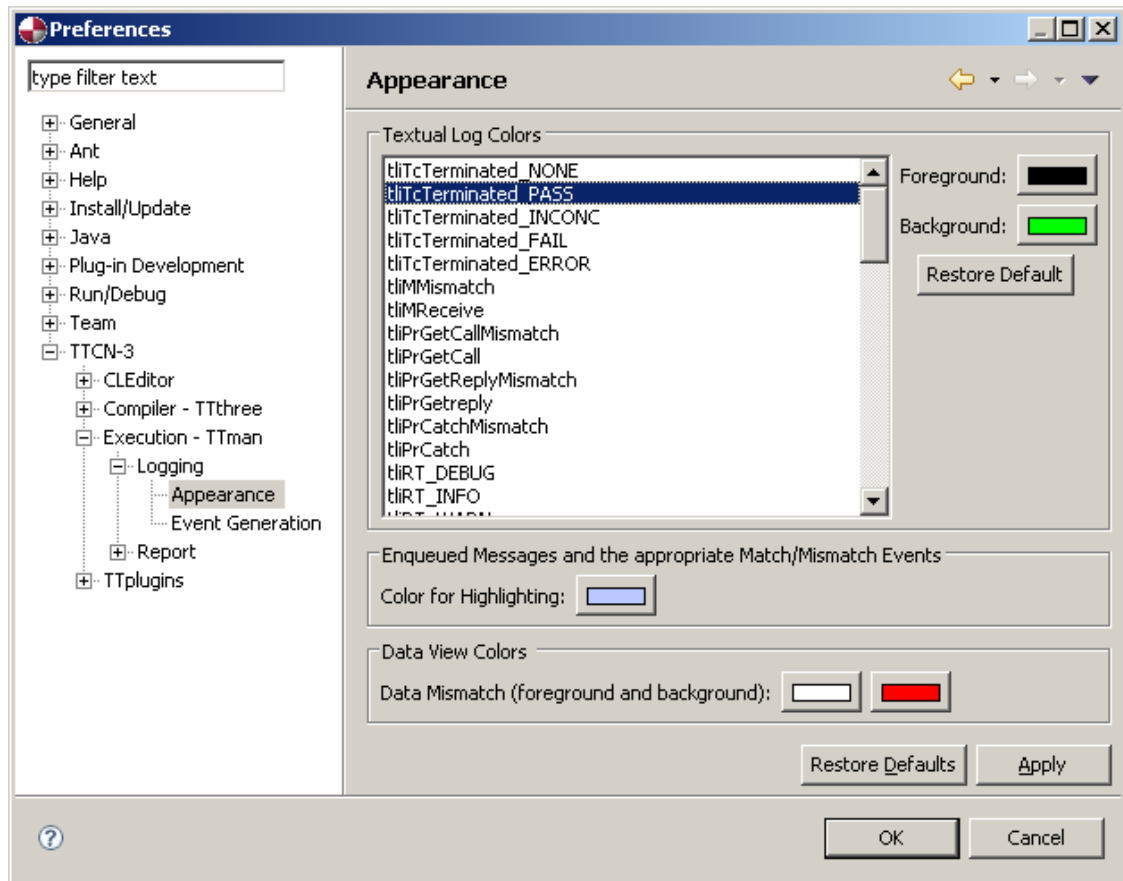 Preferences
type filter text
General
Ant
Help
Install/Update
Java
Plug-in Development
Run/Debug
Team
TTCN-3
CLEditor
Compiler - TTthree
Execution - TTman
Logging
Appearance
Event Generation
Report
TTplugins
Appearance
Textual Log Colors
tliTcTerminated_NONE
tliTcTerminated_PASS
tliTcTerminated_INCONC
tliTcTerminated_FAIL
tliTcTerminated_ERROR
tliMMismatch
tliMReceive
tliPrGetCallMismatch
tliPrGetCall
tliPrGetReplyMismatch
tliPrGetreply
tliPrCatchMismatch
tliPrCatch
tliRT_DEBUG
tliRT_INFO
Foreground:
Background:
Restore Default
Enqueued Messages and the appropriate Match/Mismatch Events
Color for Highlighting:
Data View Colors
Data Mismatch (foreground and background):
Restore Defaults Apply
OK Cancel